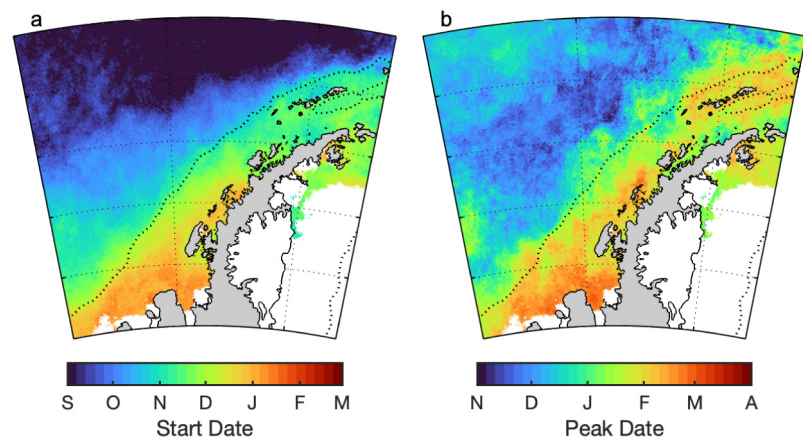 a
b
S O N D J F M
Start Date
N D J F M A
Peak Date